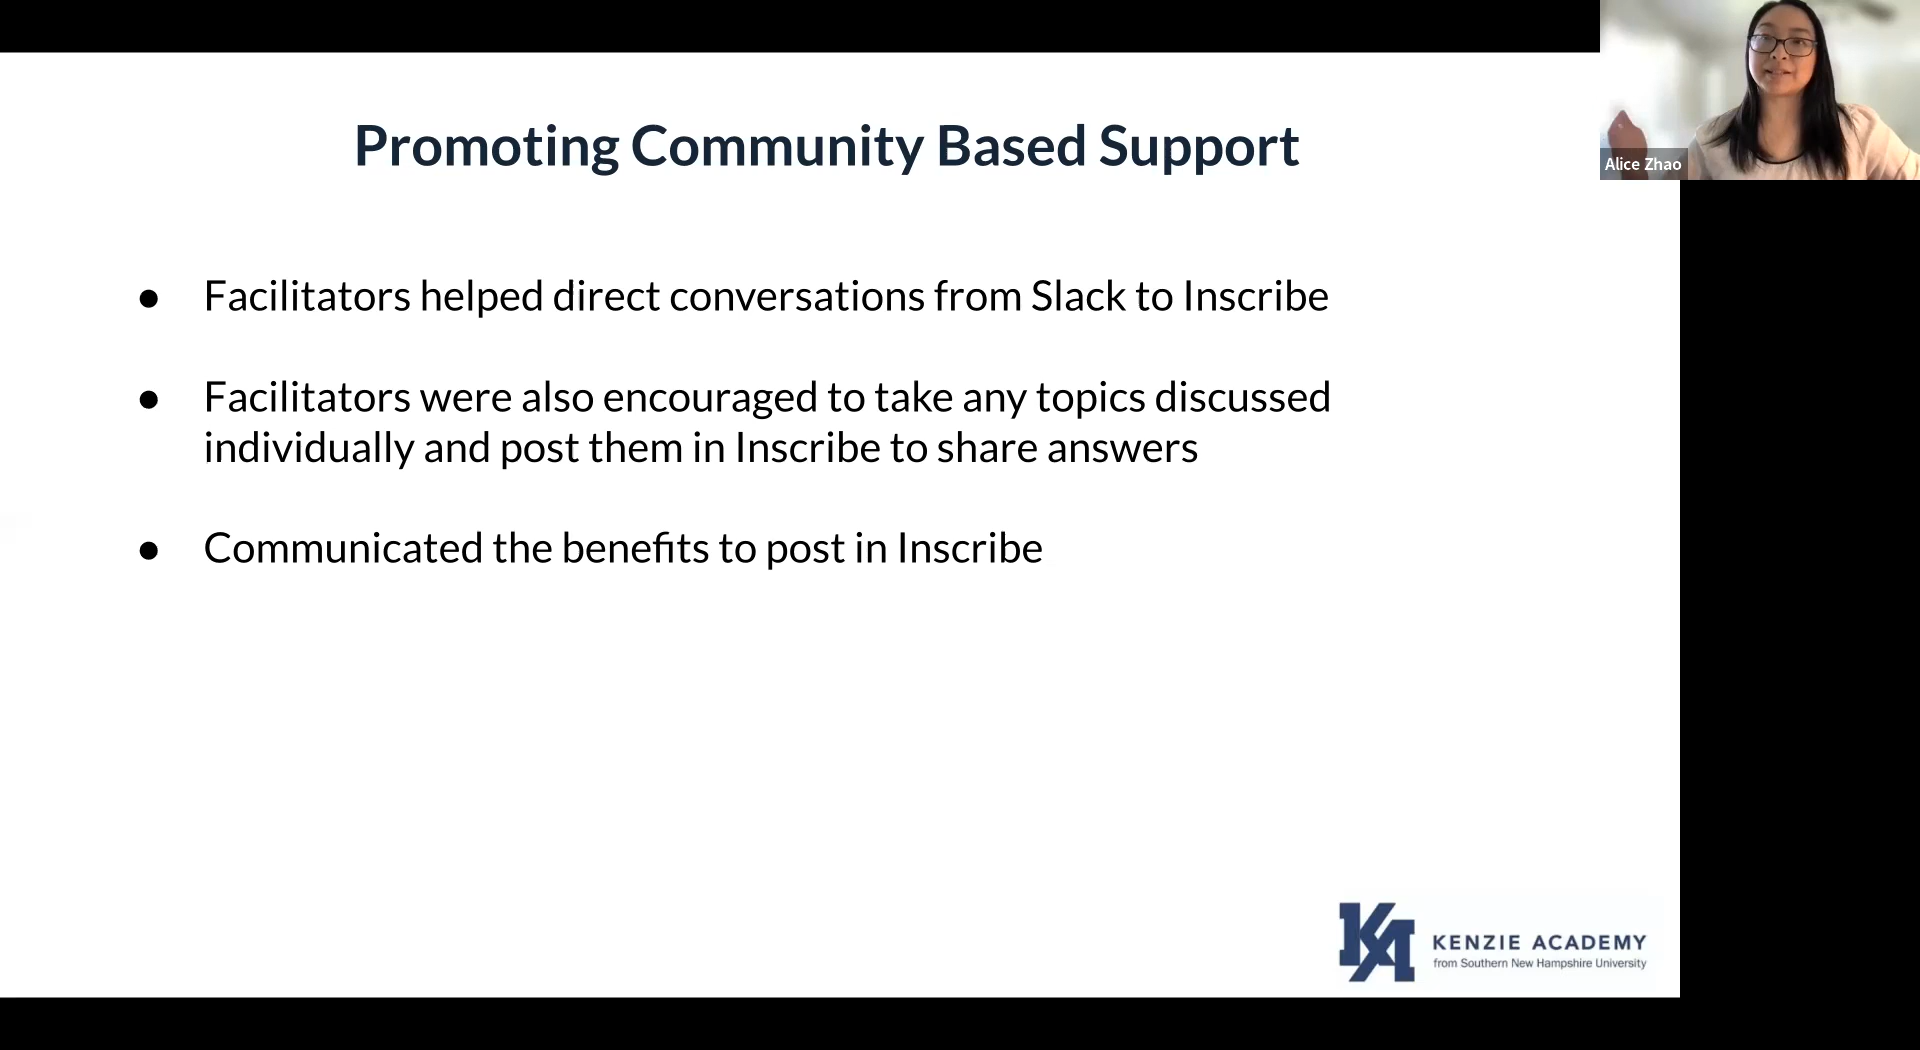 Promoting Community Based Support
● Facilitators helped direct conversations from Slack to Inscribe
● Facilitators were also encouraged to take any topics discussed
individually and post them in Inscribe to share answers
● Communicated the benefits to post in Inscribe
Alice Zhao
KA
KENZIE ACADEMY
from Southern New Hampshire University